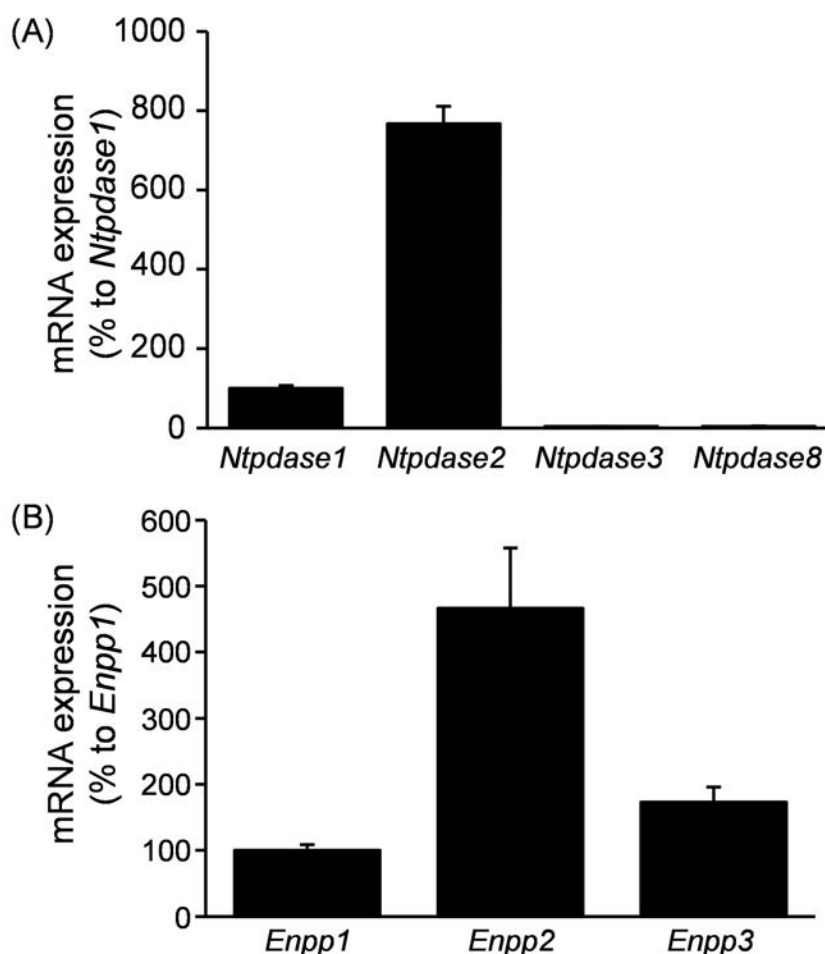 (A)
mRNA expression
(% to Ntpdase1)
1000
800
600
400
200
0
Ntpdase1 Ntpdase2 Ntpdase3 Ntpdase8
(B)
mRNA expression
(% to Enpp1)
600
500
400
300
200
100
0
Enpp1 Enpp2 Enpp3